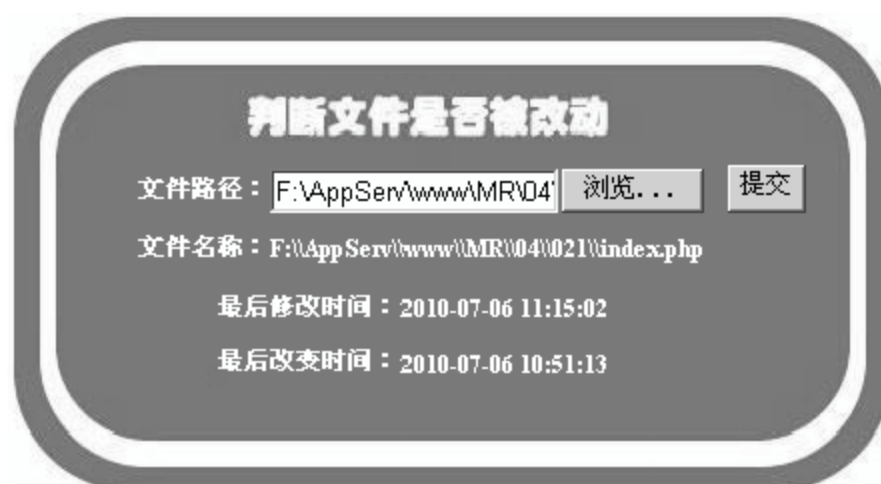 判断文件是否被改动
文件路径：F:\AppServ\www\MR\04\ 浏览... 提交
文件名称：F:\\AppServ\\www\\MR\\04\\021\\index.php
最后修改时间：2010-07-06 11:15:02
最后改变时间：2010-07-06 10:51:13